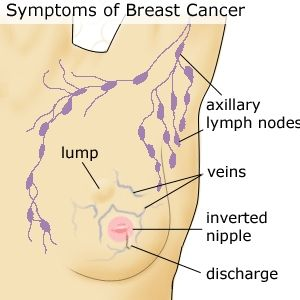 Symptoms of Breast Cancer
axillary
lymph nodes
lump
veins
inverted
nipple
discharge